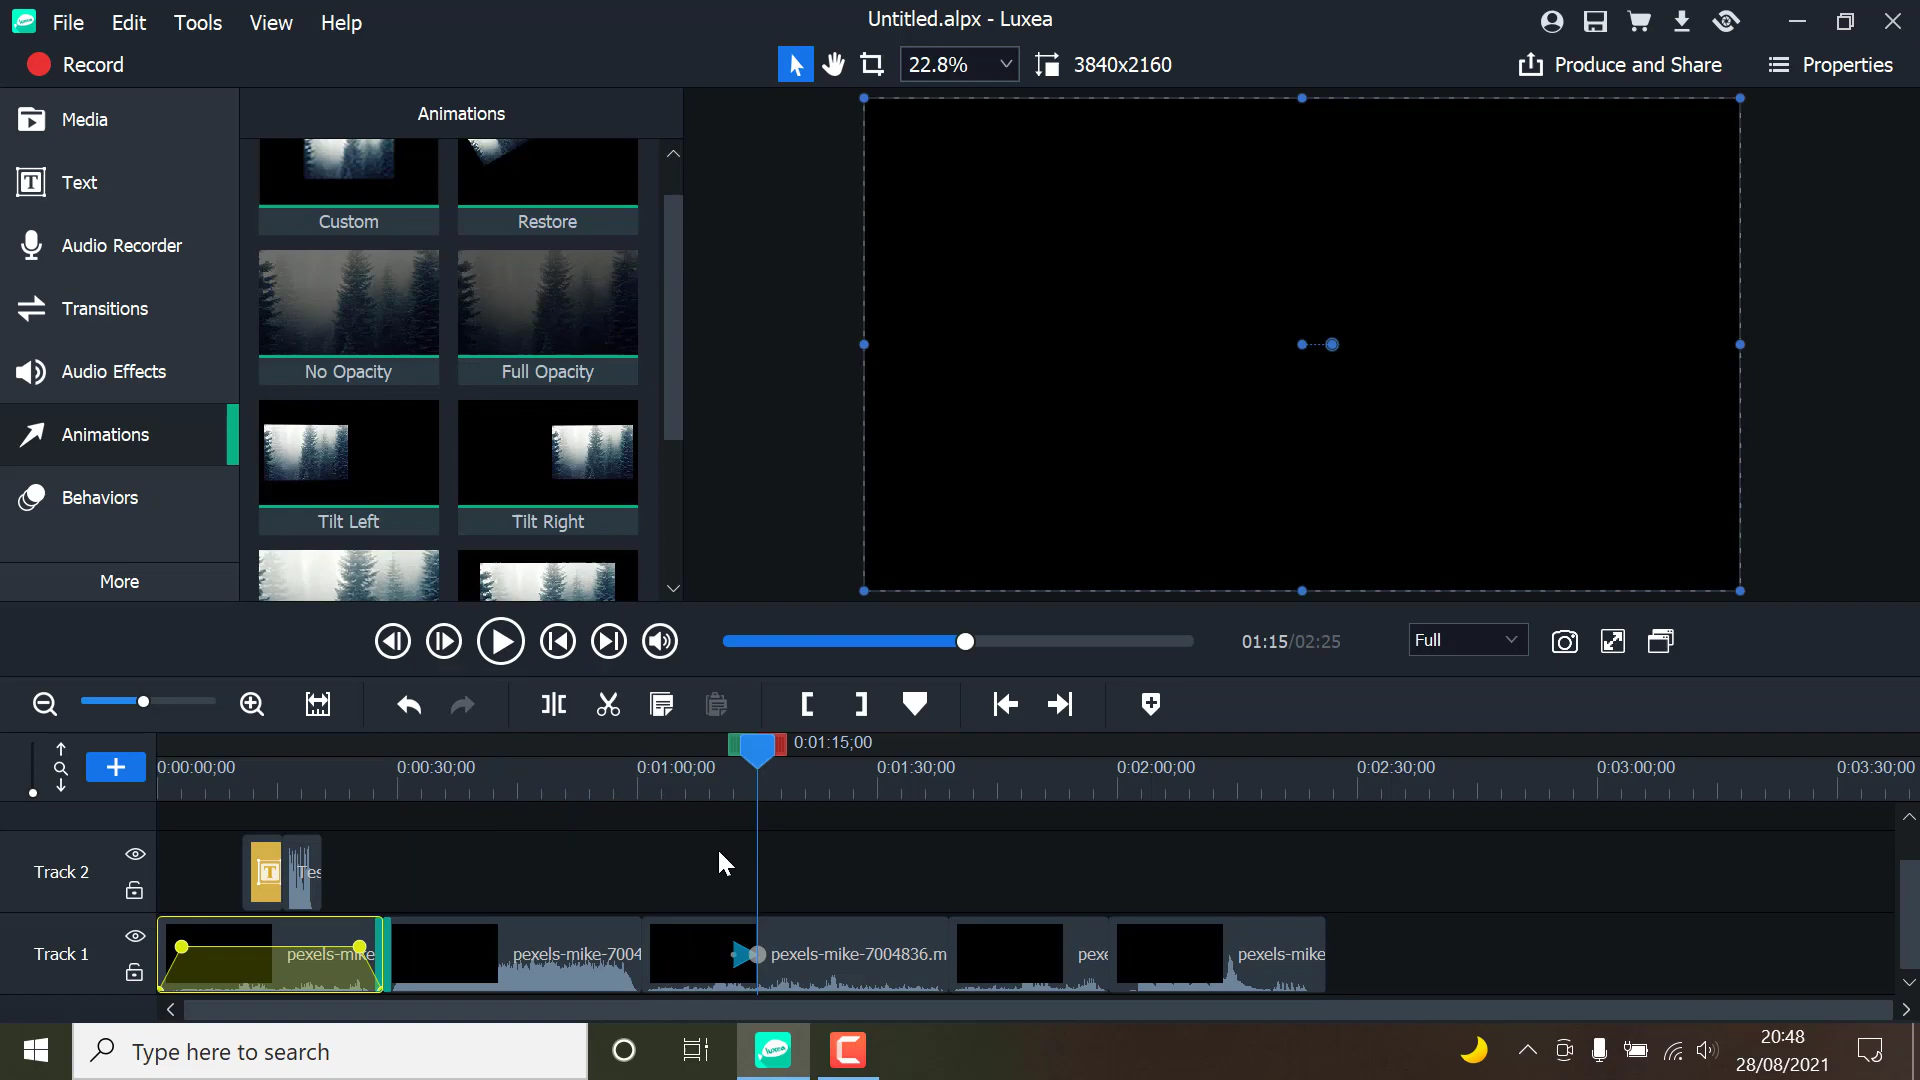 File Edit Tools View Help
Untitled.alpx - Luxea
Record
22.8%
3840x2160
Produce and Share
Properties
Media
Text
Audio Recorder
Transitions
Audio Effects
Animations
Behaviors
More
Animations
Custom
Restore
No Opacity
Full Opacity
Tilt Left
Tilt Right
01:15/02:25
Full
0:01:15;00
0:00:00;00
0:00:30;00
0:01:00;00
0:01:30;00
0:02:00;00
0:02:30;00
0:03:00;00
0:03:30;00
Track 2
T
Tes
Track 1
pexels-mike
pexels-mike-7004
pexels-mike-7004836.m
pexe
pexels-mike
Type here to search
luxea
C
20:48
28/08/2021